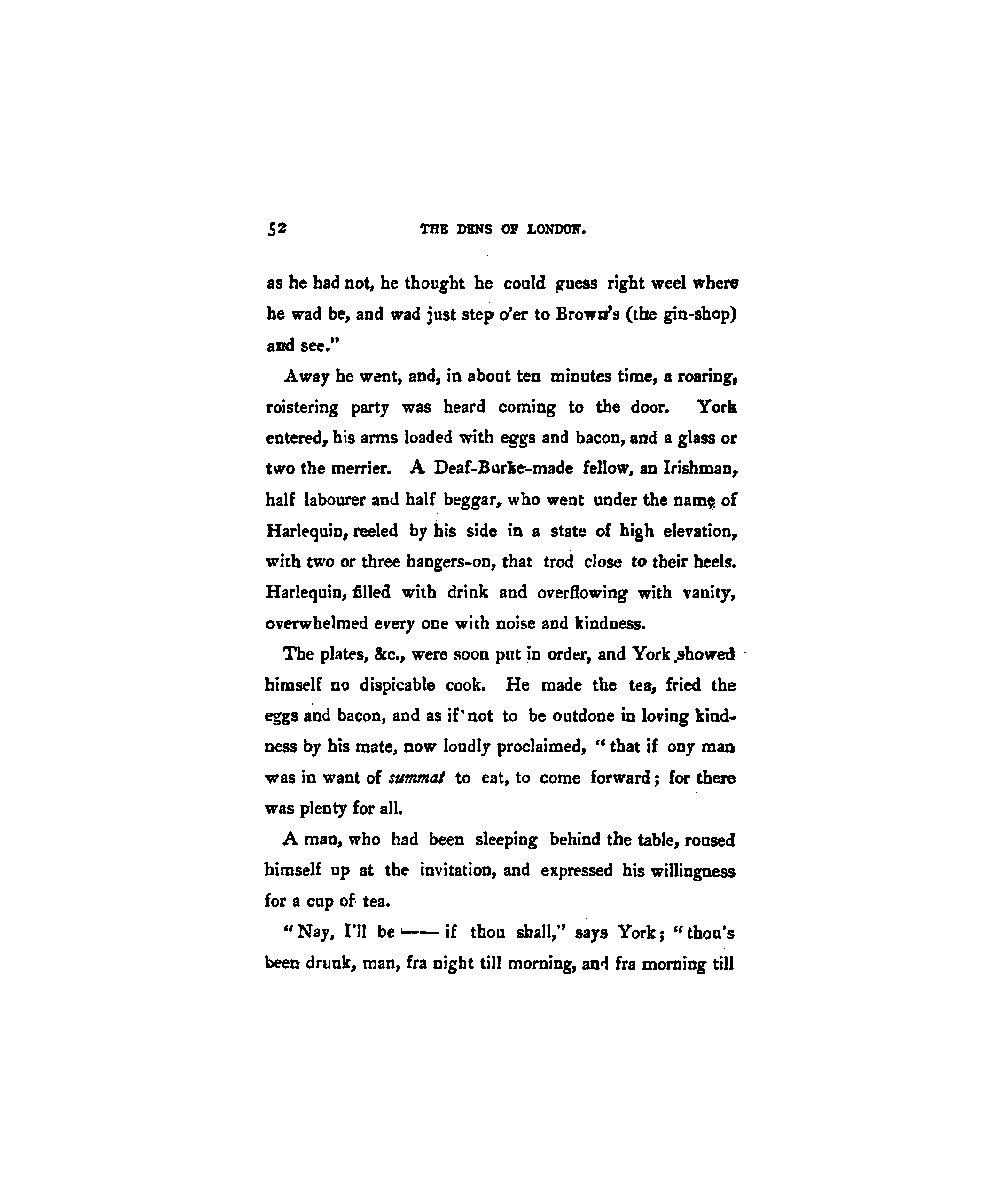 52 THE DENS OF LONDON.
as he had not, he thought he could guess right weel where
he wad be, and wad just step o'er to Brown's (the gin-shop)
and see."
Away he went, and, in about ten minutes time, a roaring,
roistering party was heard coming to the door. York
entered, his arms loaded with eggs and bacon, and a glass or
two the merrier. A Deaf-Burke-made fellow, an Irishman,
half labourer and half beggar, who went under the name of
Harlequin, reeled by his side in a state of high elevation,
with two or three hangers-on, that trod close to their heels.
Harlequin, filled with drink and overflowing with vanity,
overwhelmed every one with noise and kindness.
The plates, &c., were soon put in order, and York showed
himself no dispicable cook. He made the tea, fried the
eggs and bacon, and as if not to be outdone in loving kind-
ness by his mate, now loudly proclaimed, "that if ony man
was in want of summat to eat, to come forward; for there
was plenty for all.
A man, who had been sleeping behind the table, roused
himself up at the invitation, and expressed his willingness
for a cup of tea.
"Nay, I'll be —— if thou shall," says York; "thou's
been drunk, man, fra night till morning, and fra morning till